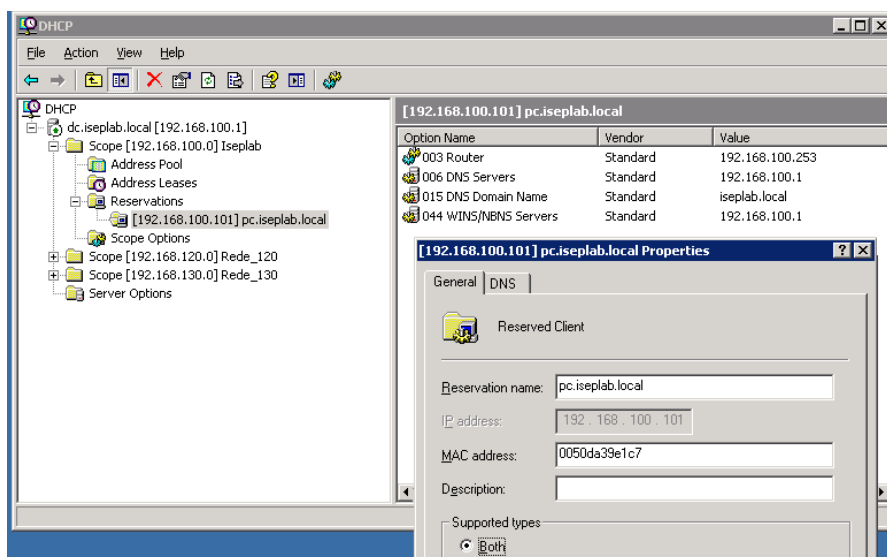 DHCP
File Action View Help
DHCP
dc.iseplab.local [192.168.100.1]
Scope [192.168.100.0] Iseplab
Address Pool
Address Leases
Reservations
[192.168.100.101] pc.iseplab.local
Scope Options
Scope [192.168.120.0] Rede_120
Scope [192.168.130.0] Rede_130
Server Options
[192.168.100.101] pc.iseplab.local
Option Name Vendor Value
003 Router Standard 192.168.100.253
006 DNS Servers Standard 192.168.100.1
015 DNS Domain Name Standard iseplab.local
044 WINS/NBNS Servers Standard 192.168.100.1
[192.168.100.101] pc.iseplab.local Properties
General DNS
Reserved Client
Reservation name: pc.iseplab.local
IP address: 192 . 168 . 100 . 101
MAC address: 0050da39e1c7
Description:
Supported types
Both